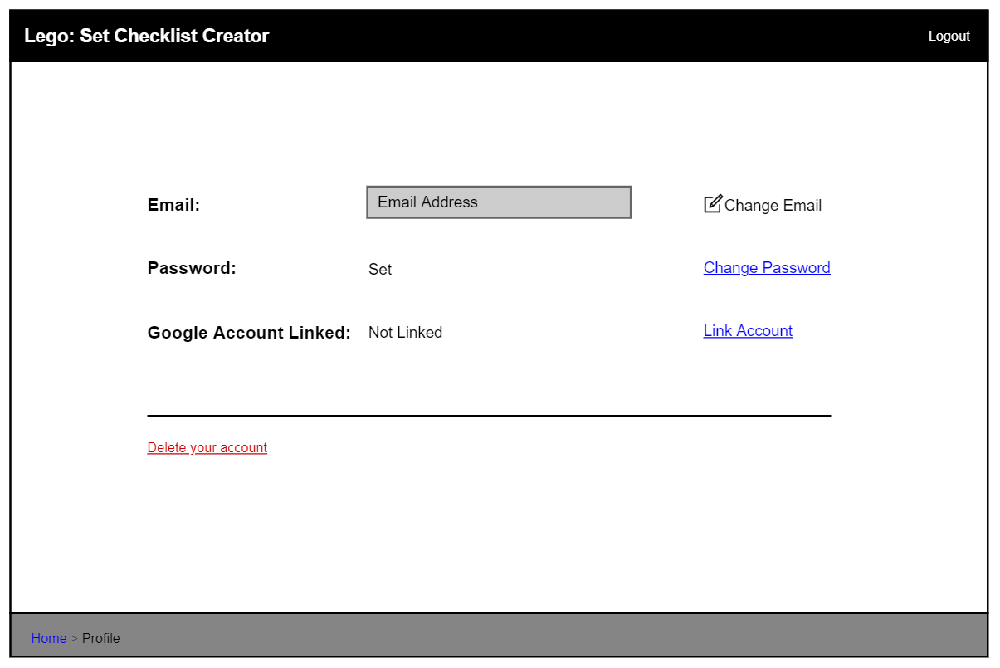 Lego: Set Checklist Creator
Logout
Email:
Email Address
Change Email
Password:
Set
Change Password
Google Account Linked:
Not Linked
Link Account
Delete your account
Home > Profile